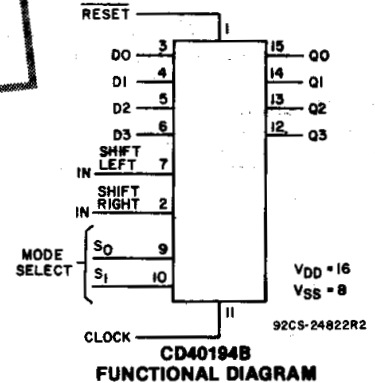 RESET
1
D0 3 15 Q0
D1 4 14 Q1
D2 5 13 Q2
D3 6 12 Q3
SHIFT
LEFT 7
IN
SHIFT
RIGHT 2
IN
S0 9
MODE
SELECT
S1 10
VDD = 16
VSS = 8
11
92CS-24822R2
CLOCK
CD40194B
FUNCTIONAL DIAGRAM